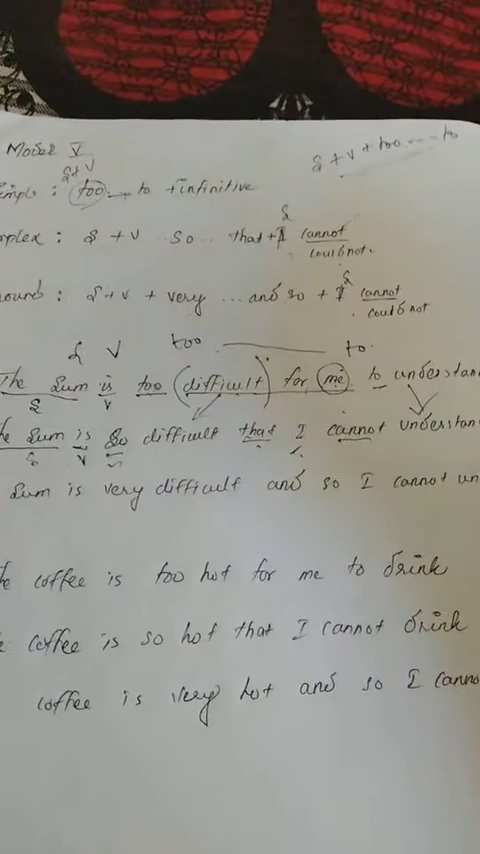 Model V
S + V + too ... to
S+V
imple : too ... to + infinitive
S
mplex : S + V so ... that + I cannot
could not.
S
ound : S + V + very ... and so + I cannot
could not
S V too to
The Sum is too (difficult) for me to understan
S V
he Sum is so difficult that I cannot understan
S V
Sum is very difficult and so I cannot un
e coffee is too hot for me to drink
e coffee is so hot that I cannot drink
coffee is very hot and so I canno